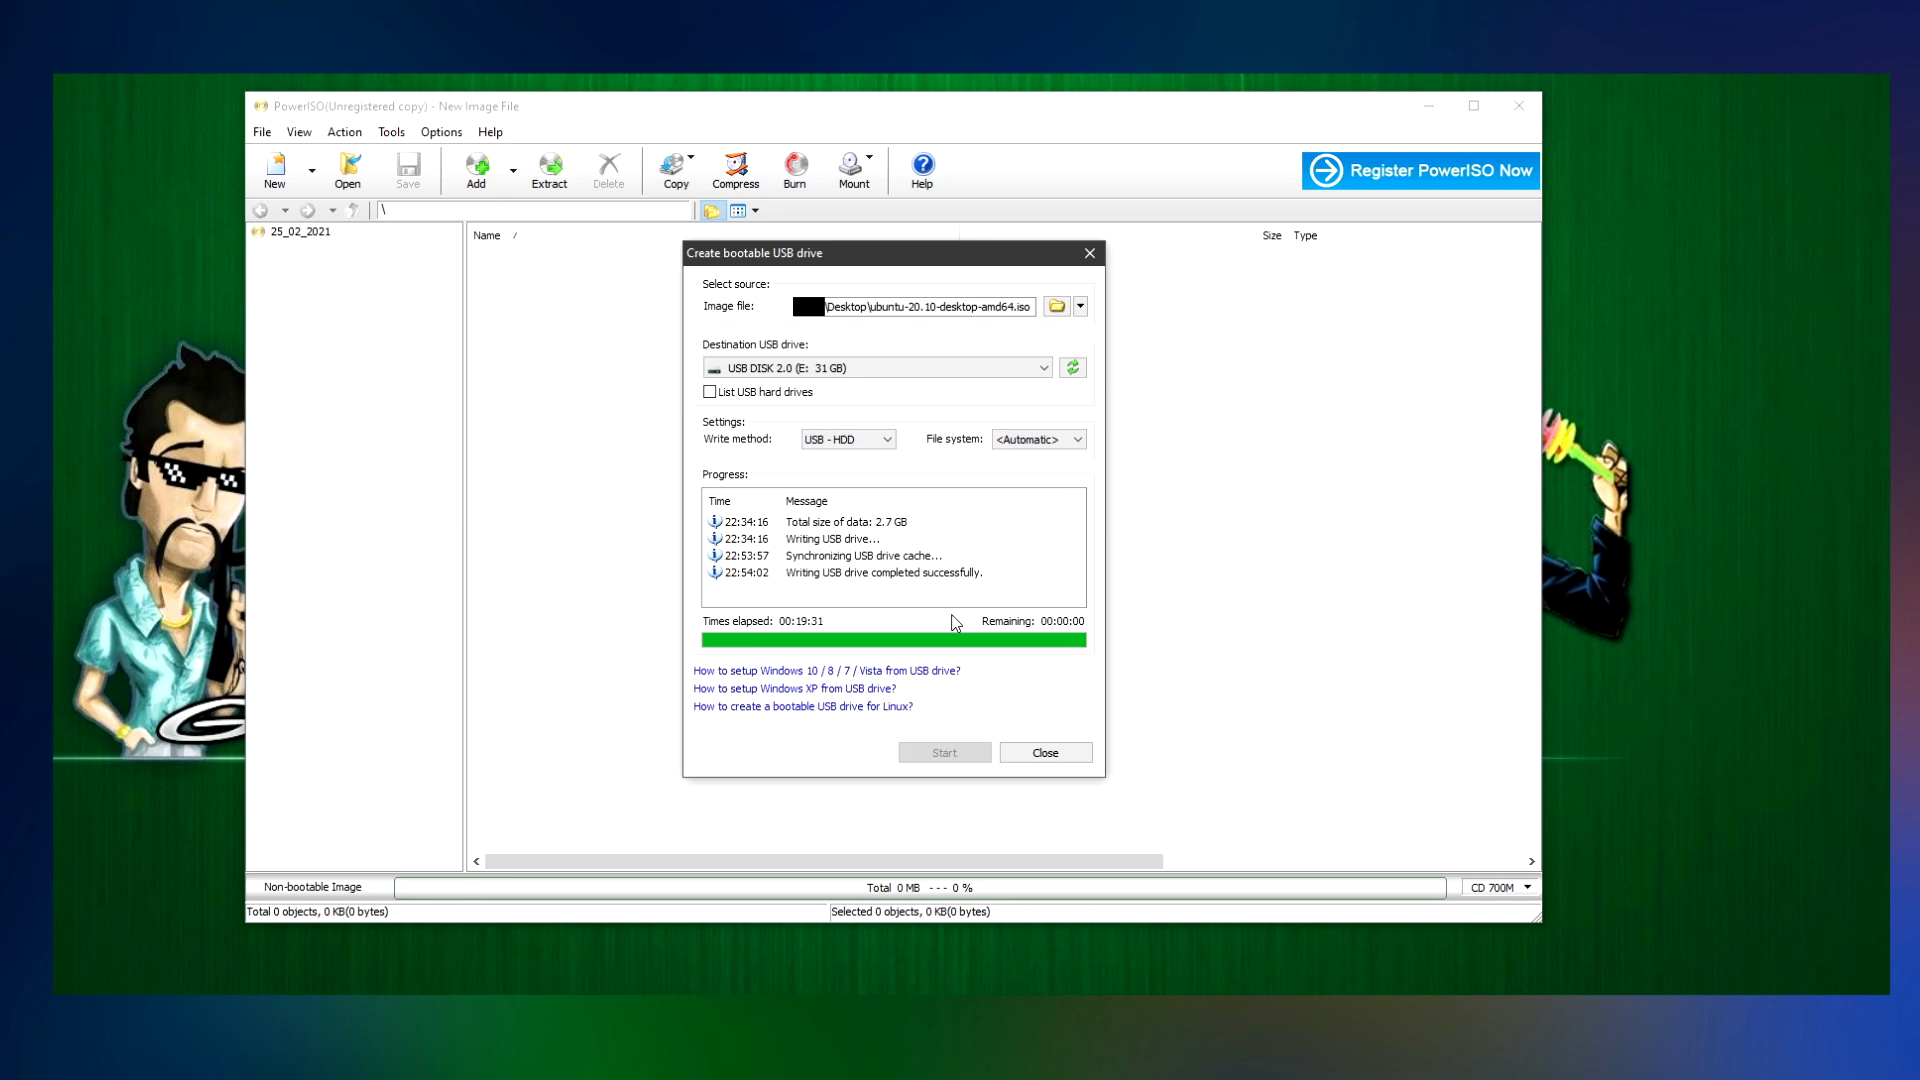 PowerISO(Unregistered copy) - New Image File
File View Action Tools Options Help
New Open Save Add Extract Delete Copy Compress Burn Mount Help
Register PowerISO Now
\
25_02_2021
Name / Size Type
Create bootable USB drive
Select source:
Image file: \Desktop\ubuntu-20.10-desktop-amd64.iso
Destination USB drive:
USB DISK 2.0 (E: 31 GB)
List USB hard drives
Settings:
Write method: USB - HDD File system: <Automatic>
Progress:
Time Message
22:34:16 Total size of data: 2.7 GB
22:34:16 Writing USB drive...
22:53:57 Synchronizing USB drive cache...
22:54:02 Writing USB drive completed successfully.
Times elapsed: 00:19:31 Remaining: 00:00:00
How to setup Windows 10 / 8 / 7 / Vista from USB drive?
How to setup Windows XP from USB drive?
How to create a bootable USB drive for Linux?
Start Close
Non-bootable Image Total 0 MB --- 0 % CD 700M
Total 0 objects, 0 KB(0 bytes) Selected 0 objects, 0 KB(0 bytes)